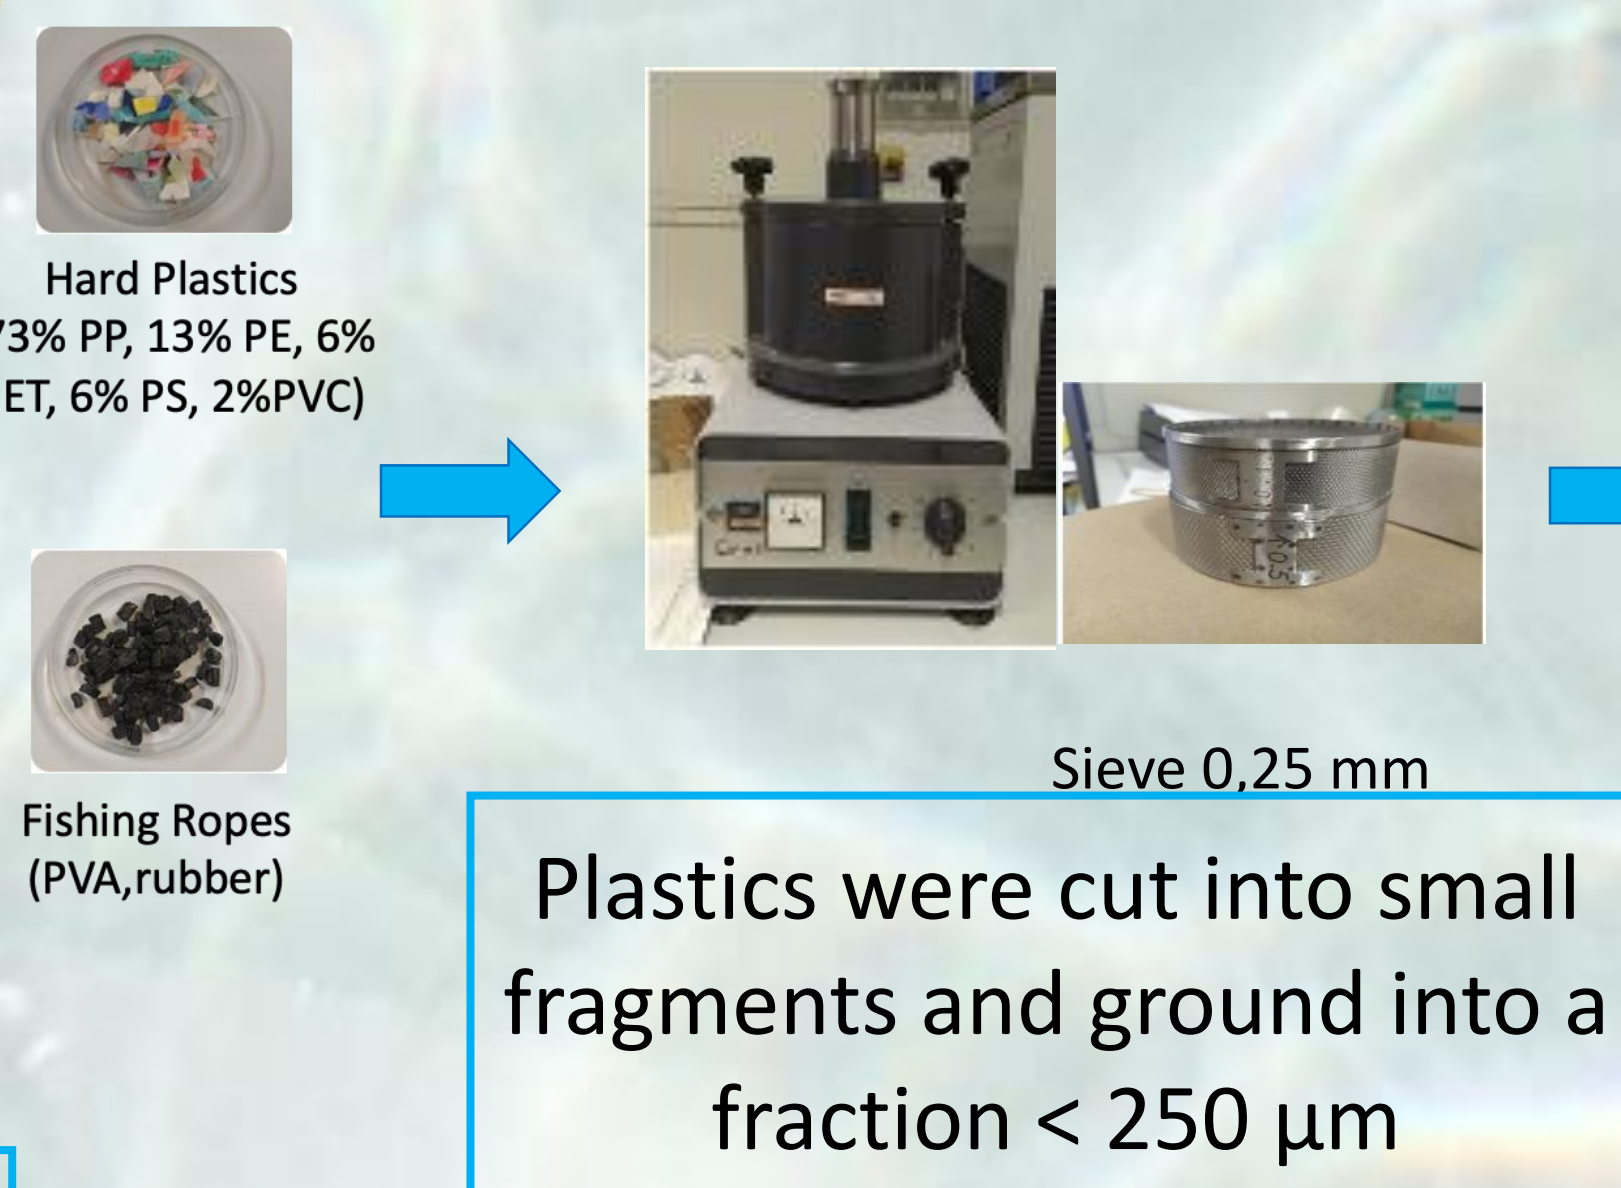 Hard Plastics
73% PP, 13% PE, 6%
ET, 6% PS, 2%PVC)
Fishing Ropes
(PVA,rubber)
Sieve 0,25 mm
Plastics were cut into small
fragments and ground into a
fraction < 250 μm